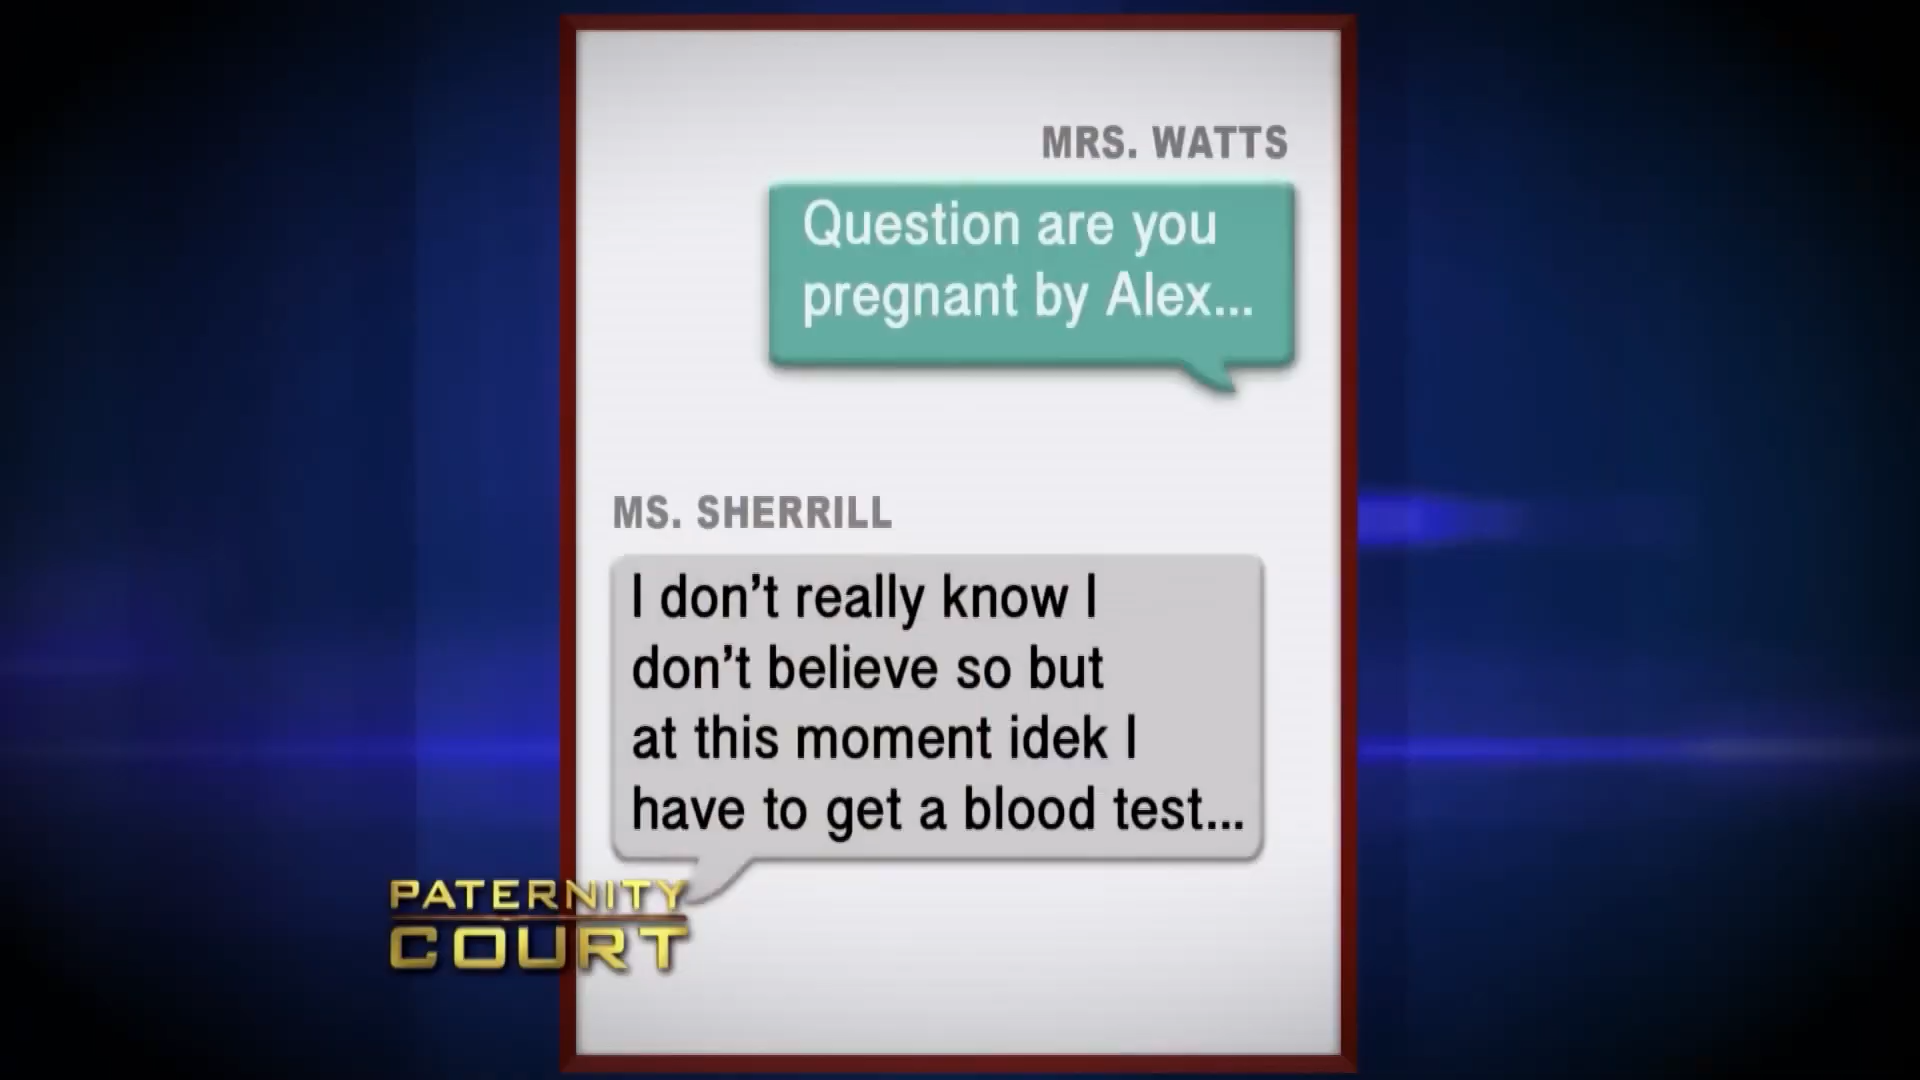 MRS. WATTS
Question are you
pregnant by Alex...
MS. SHERRILL
I don’t really know I
don’t believe so but
at this moment idek I
have to get a blood test...
PATERNITY
COURT